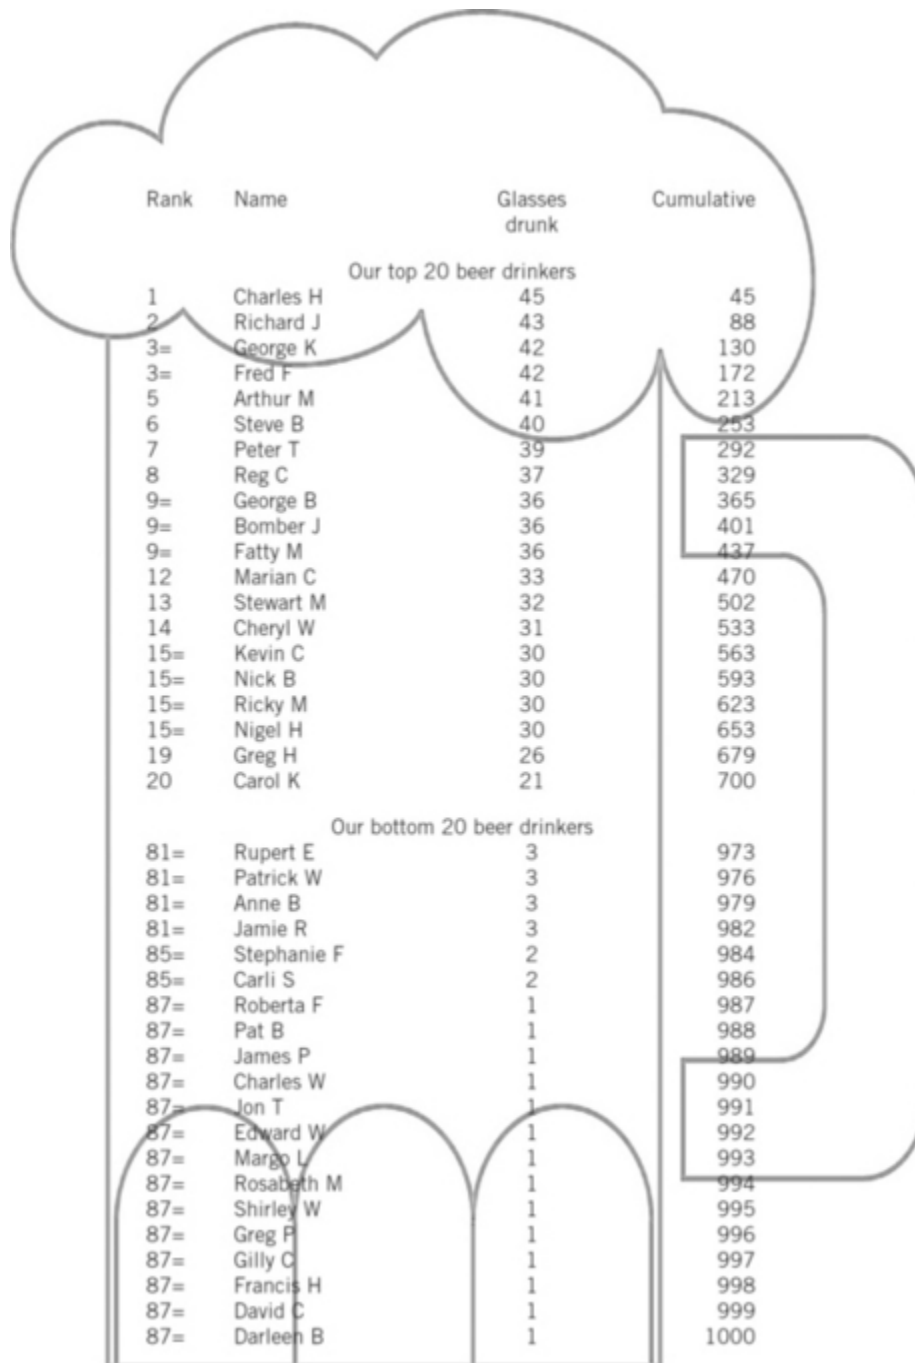 Rank Name Glasses Cumulative
drunk
Our top 20 beer drinkers
1 Charles H 45 45
2 Richard J 43 88
3= George K 42 130
3= Fred F 42 172
5 Arthur M 41 213
6 Steve B 40 253
7 Peter T 39 292
8 Reg C 37 329
9= George B 36 365
9= Bomber J 36 401
9= Fatty M 36 437
12 Marian C 33 470
13 Stewart M 32 502
14 Cheryl W 31 533
15= Kevin C 30 563
15= Nick B 30 593
15= Ricky M 30 623
15= Nigel H 30 653
19 Greg H 26 679
20 Carol K 21 700
Our bottom 20 beer drinkers
81= Rupert E 3 973
81= Patrick W 3 976
81= Anne B 3 979
81= Jamie R 3 982
85= Stephanie F 2 984
85= Carli S 2 986
87= Roberta F 1 987
87= Pat B 1 988
87= James P 1 989
87= Charles W 1 990
87= Jon T 1 991
87= Edward W 1 992
87= Margo L 1 993
87= Rosabeth M 1 994
87= Shirley W 1 995
87= Greg P 1 996
87= Gilly C 1 997
87= Francis H 1 998
87= David C 1 999
87= Darleen B 1 1000